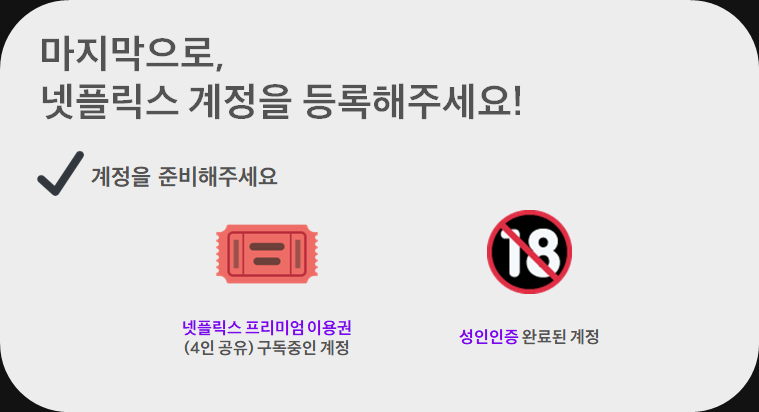 마지막으로,
넷플릭스 계정을 등록해주세요!
계정을 준비해주세요
18
넷플릭스 프리미엄 이용권
(4인 공유) 구독중인 계정
성인인증 완료된 계정